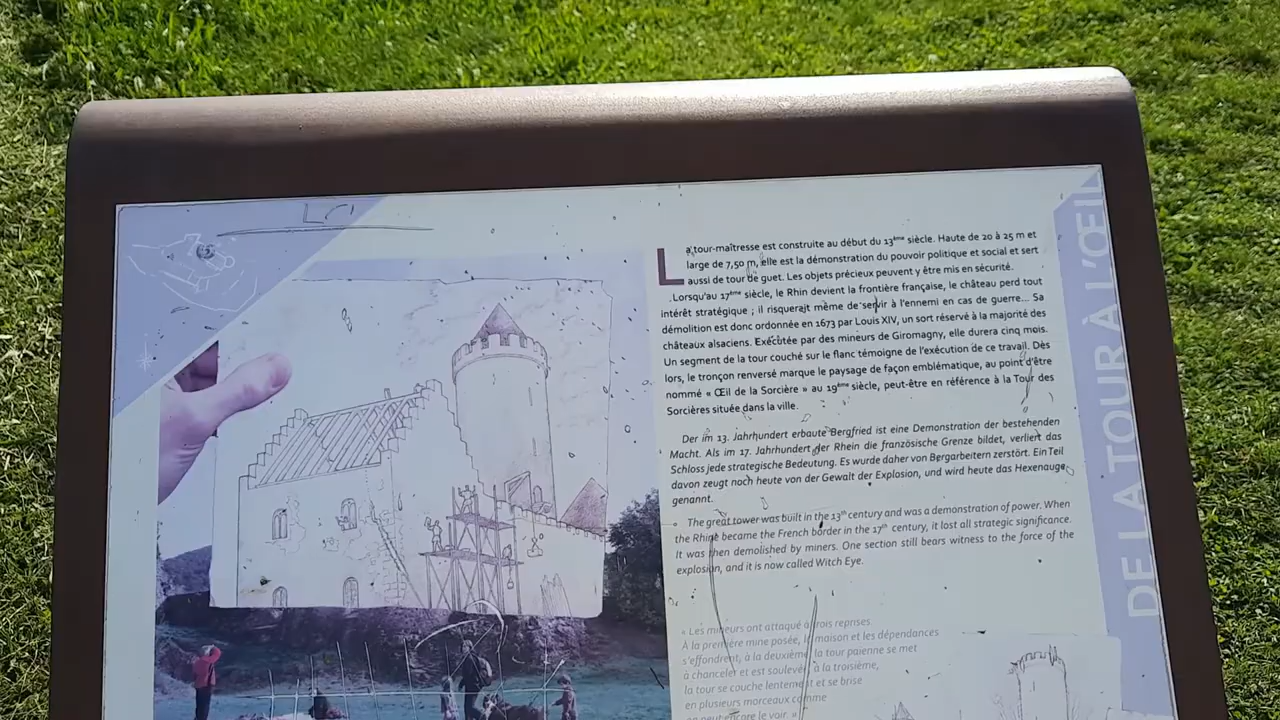 La tour-maîtresse est construite au début du 13ème siècle. Haute de 20 à 25 m et
large de 7,50 m, elle est la démonstration du pouvoir politique et social et sert
aussi de tour de guet. Les objets précieux peuvent y être mis en sécurité.
Lorsqu'au 17ème siècle, le Rhin devient la frontière française, le château perd tout
intérêt stratégique ; il risquerait même de servir à l'ennemi en cas de guerre... Sa
démolition est donc ordonnée en 1673 par Louis XIV, un sort réservé à la majorité des
châteaux alsaciens. Exécutée par des mineurs de Giromagny, elle durera cinq mois.
Un segment de la tour couché sur le flanc témoigne de l'exécution de ce travail. Dès
lors, le tronçon renversé marque le paysage de façon emblématique, au point d'être
nommé « Œil de la Sorcière » au 19ème siècle, peut-être en référence à la Tour des
Sorcières située dans la ville.
Der im 13. Jahrhundert erbaute Bergfried ist eine Demonstration der bestehenden
Macht. Als im 17. Jahrhundert der Rhein die französische Grenze bildet, verliert das
Schloss jede strategische Bedeutung. Es wurde daher von Bergarbeitern zerstört. Ein Teil
davon zeugt noch heute von der Gewalt der Explosion, und wird heute das Hexenauge
genannt.
The great tower was built in the 13th century and was a demonstration of power. When
the Rhine became the French border in the 17th century, it lost all strategic significance.
It was then demolished by miners. One section still bears witness to the force of the
explosion, and it is now called Witch Eye.
« Les mineurs ont attaqué à trois reprises.
À la première mine posée, la maison et les dépendances
s'effondrent, à la deuxième, la tour païenne se met
à chanceler et est soulevée, à la troisième,
la tour se couche lentement et se brise
en plusieurs morceaux comme
on peut encore le voir. »
DE LA TOUR À L'ŒIL